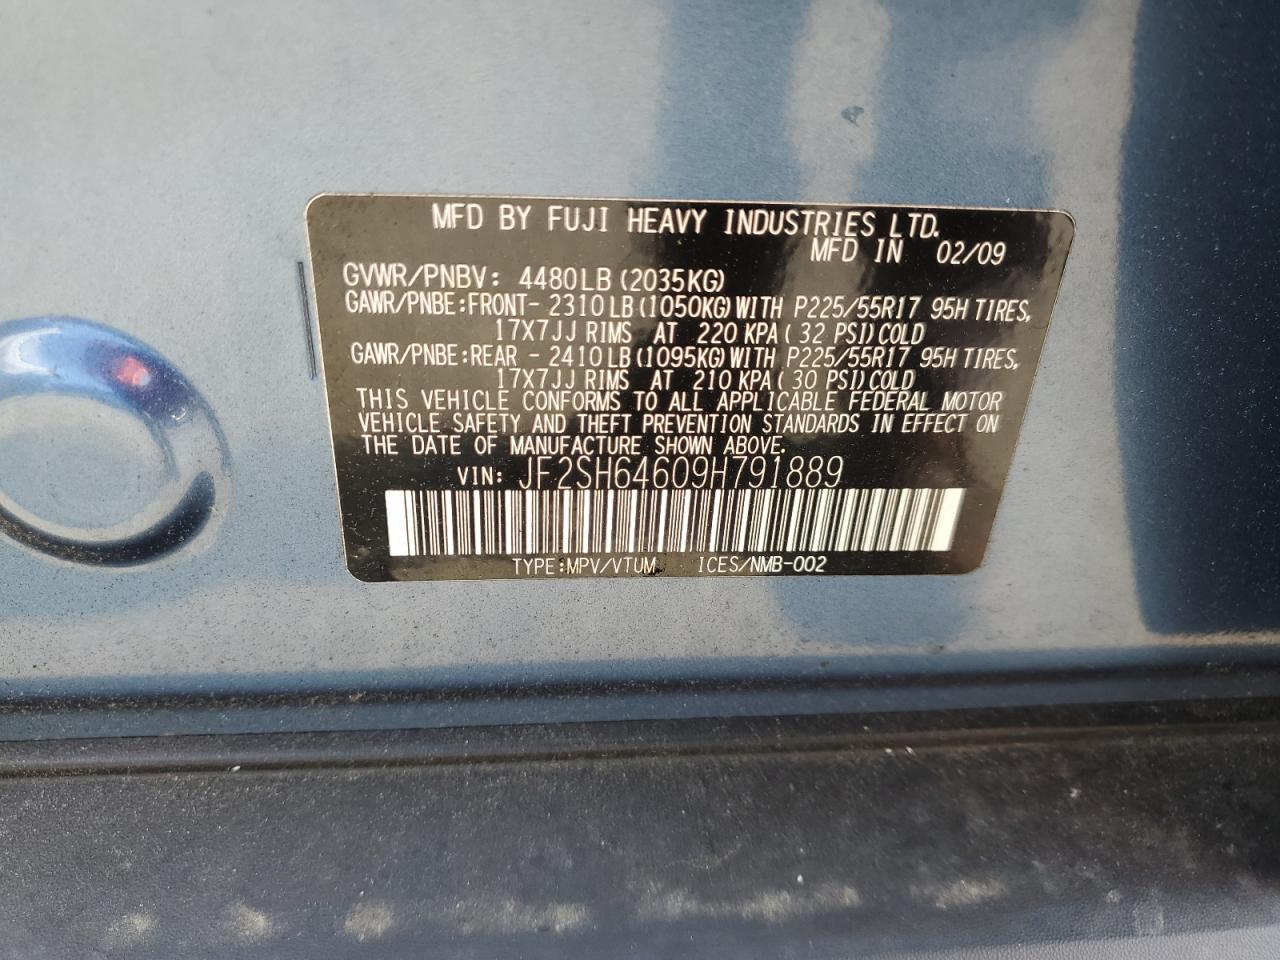 MFD BY FUJI HEAVY INDUSTRIES LTD.
MFD IN 02/09
GVWR/PNBV: 4480LB(2035KG)
GAWR/PNBE:FRONT- 2310LB(1050KG)WITH P225/55R17 95H TIRES,
17X7JJ RIMS AT 220 KPA( 32 PSI)COLD
GAWR/PNBE:REAR - 2410LB(1095KG)WITH P225/55R17 95H TIRES,
17X7JJ RIMS AT 210 KPA( 30 PSI)COLD
THIS VEHICLE CONFORMS TO ALL APPLICABLE FEDERAL MOTOR
VEHICLE SAFETY AND THEFT PREVENTION STANDARDS IN EFFECT ON
THE DATE OF MANUFACTURE SHOWN ABOVE.
VIN: JF2SH64609H791889
TYPE:MPV/VTUM ICES/NMB-002